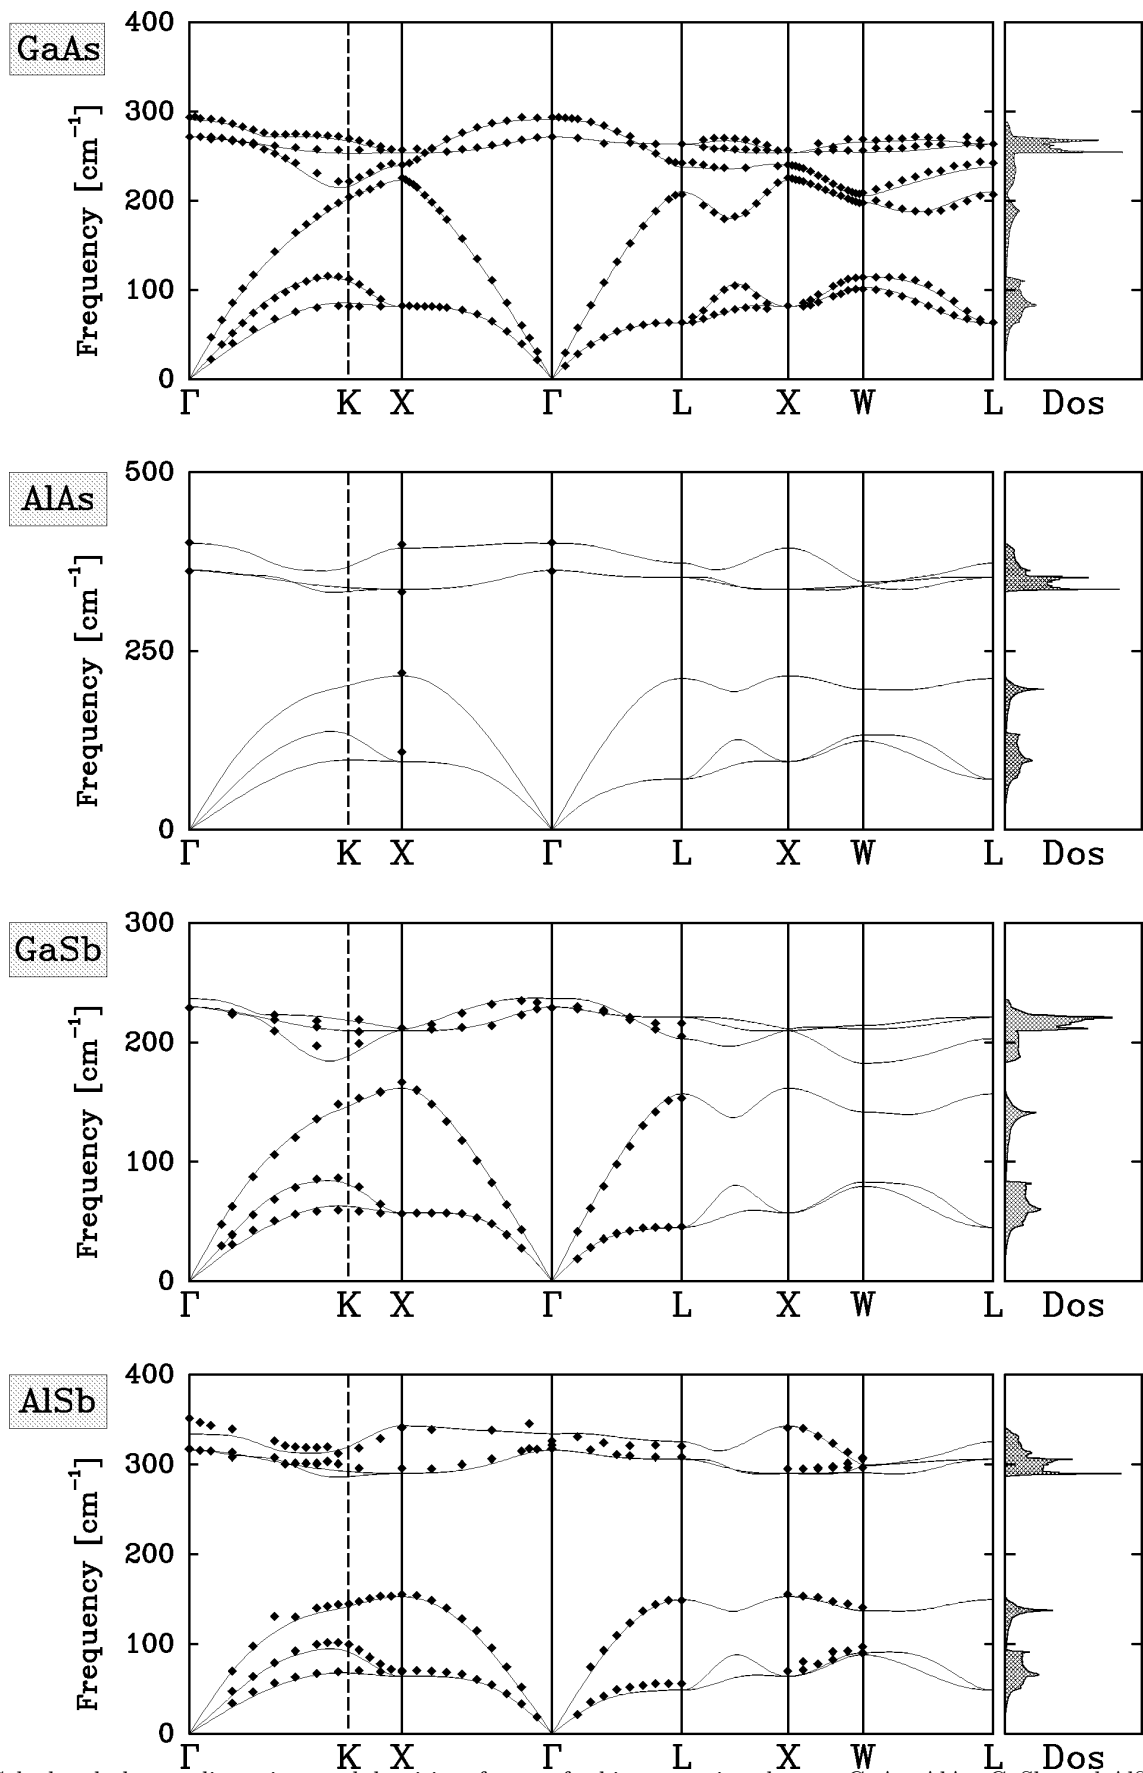 GaAs
Frequency [cm⁻¹]
400
300
200
100
0
Γ K X Γ L X W L Dos
AlAs
Frequency [cm⁻¹]
500
250
0
Γ K X Γ L X W L Dos
GaSb
Frequency [cm⁻¹]
300
200
100
0
Γ K X Γ L X W L Dos
AlSb
Frequency [cm⁻¹]
400
300
200
100
0
Γ K X Γ L X W L Dos